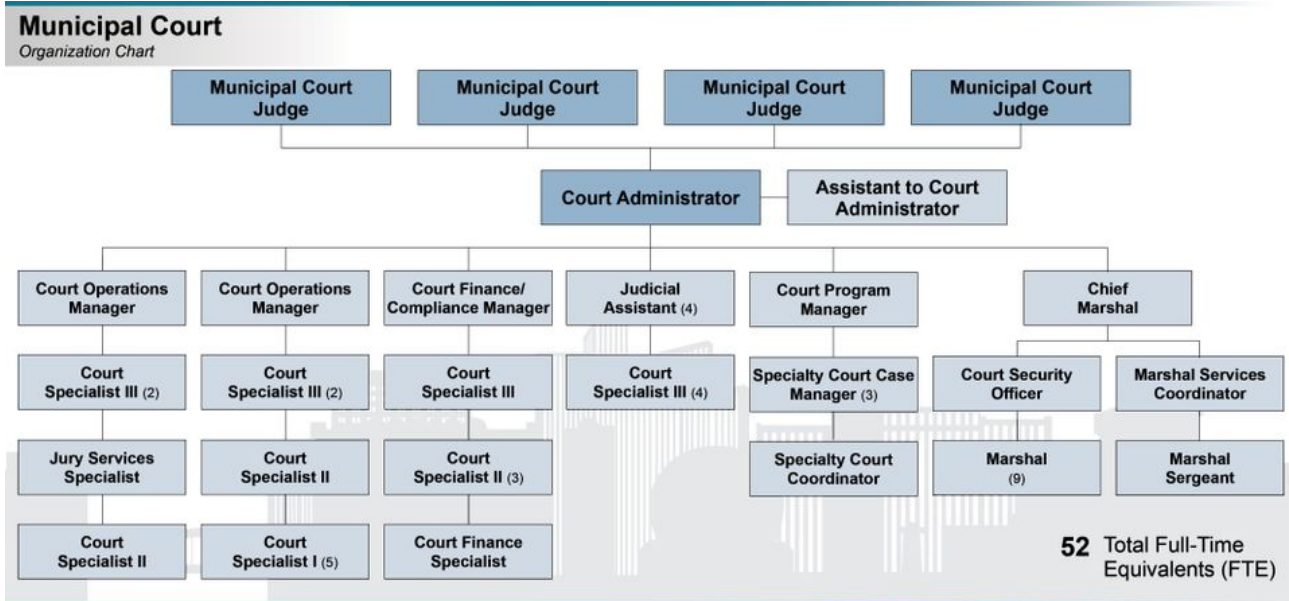 Municipal Court
Organization Chart
Municipal Court
Judge
Municipal Court
Judge
Municipal Court
Judge
Municipal Court
Judge
Court Administrator
Assistant to Court
Administrator
Court Operations
Manager
Court Operations
Manager
Court Finance/
Compliance Manager
Judicial
Assistant (4)
Court Program
Manager
Chief
Marshal
Court
Specialist III (2)
Court
Specialist III (2)
Court
Specialist III
Court
Specialist III (4)
Specialty Court Case
Manager (3)
Court Security
Officer
Marshal Services
Coordinator
Jury Services
Specialist
Court
Specialist II
Court
Specialist II (3)
Specialty Court
Coordinator
Marshal
(9)
Marshal
Sergeant
Court
Specialist II
Court
Specialist I (5)
Court Finance
Specialist
52 Total Full-Time
Equivalents (FTE)